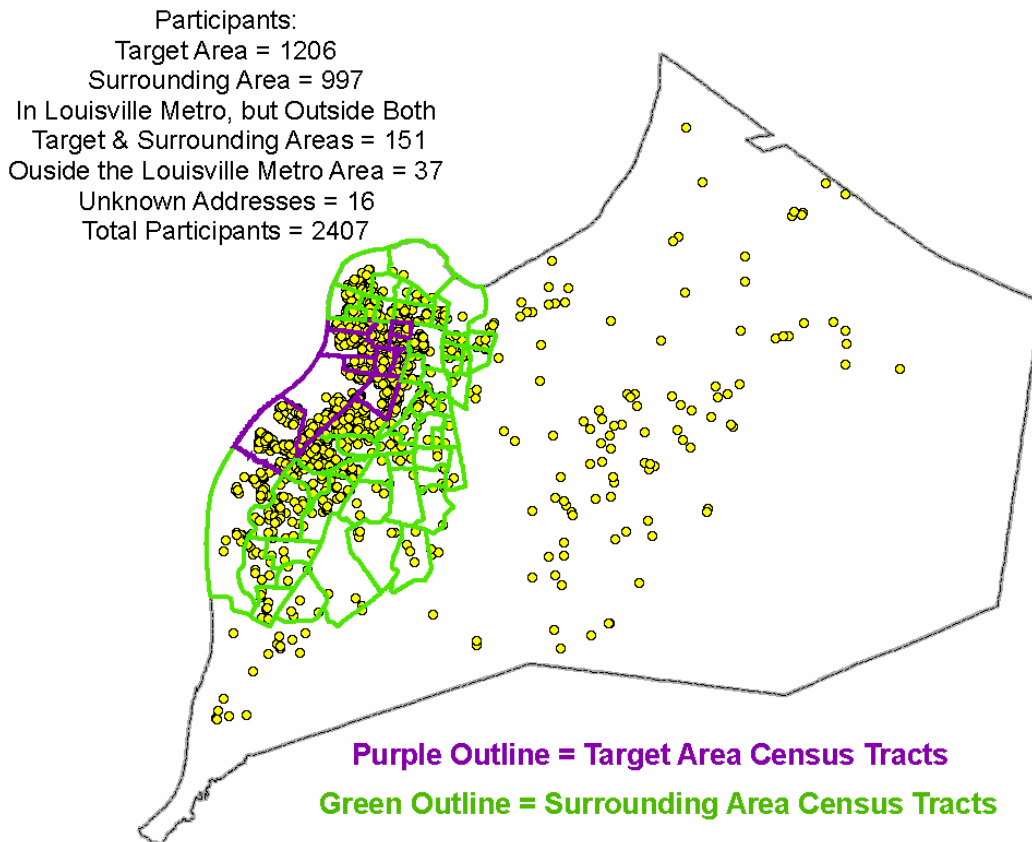 Participants:
Target Area = 1206
Surrounding Area = 997
In Louisville Metro, but Outside Both
Target & Surrounding Areas = 151
Ouside the Louisville Metro Area = 37
Unknown Addresses = 16
Total Participants = 2407
Purple Outline = Target Area Census Tracts
Green Outline = Surrounding Area Census Tracts